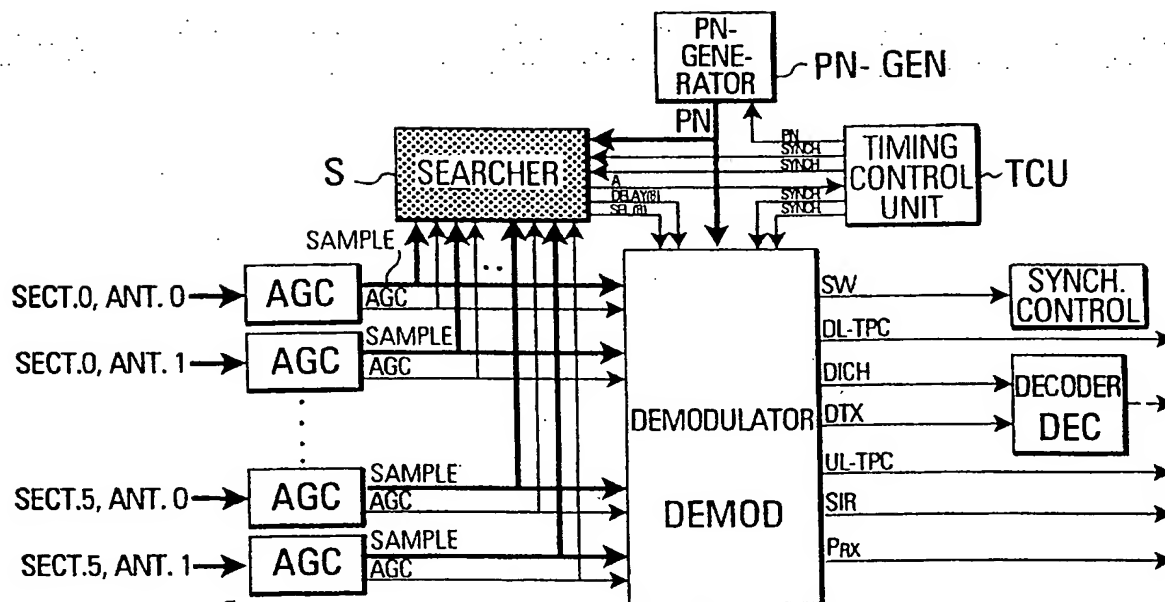 PN-
GENE-
RATOR
PN- GEN
PN
PN
SYNCH.
SYNCH.
S
SEARCHER
TIMING
CONTROL
UNIT
TCU
A
DELAY(8)
SEL(8)
SYNCH.
SYNCH.
SAMPLE
SECT.0, ANT. 0
AGC
AGC
SAMPLE
SECT.0, ANT. 1
AGC
AGC
SAMPLE
SECT.5, ANT. 0
AGC
AGC
SAMPLE
SECT.5, ANT. 1
AGC
AGC
DEMODULATOR
DEMOD
SW
SYNCH.
CONTROL
DL-TPC
DICH
DTX
DECODER
DEC
UL-TPC
SIR
PRX